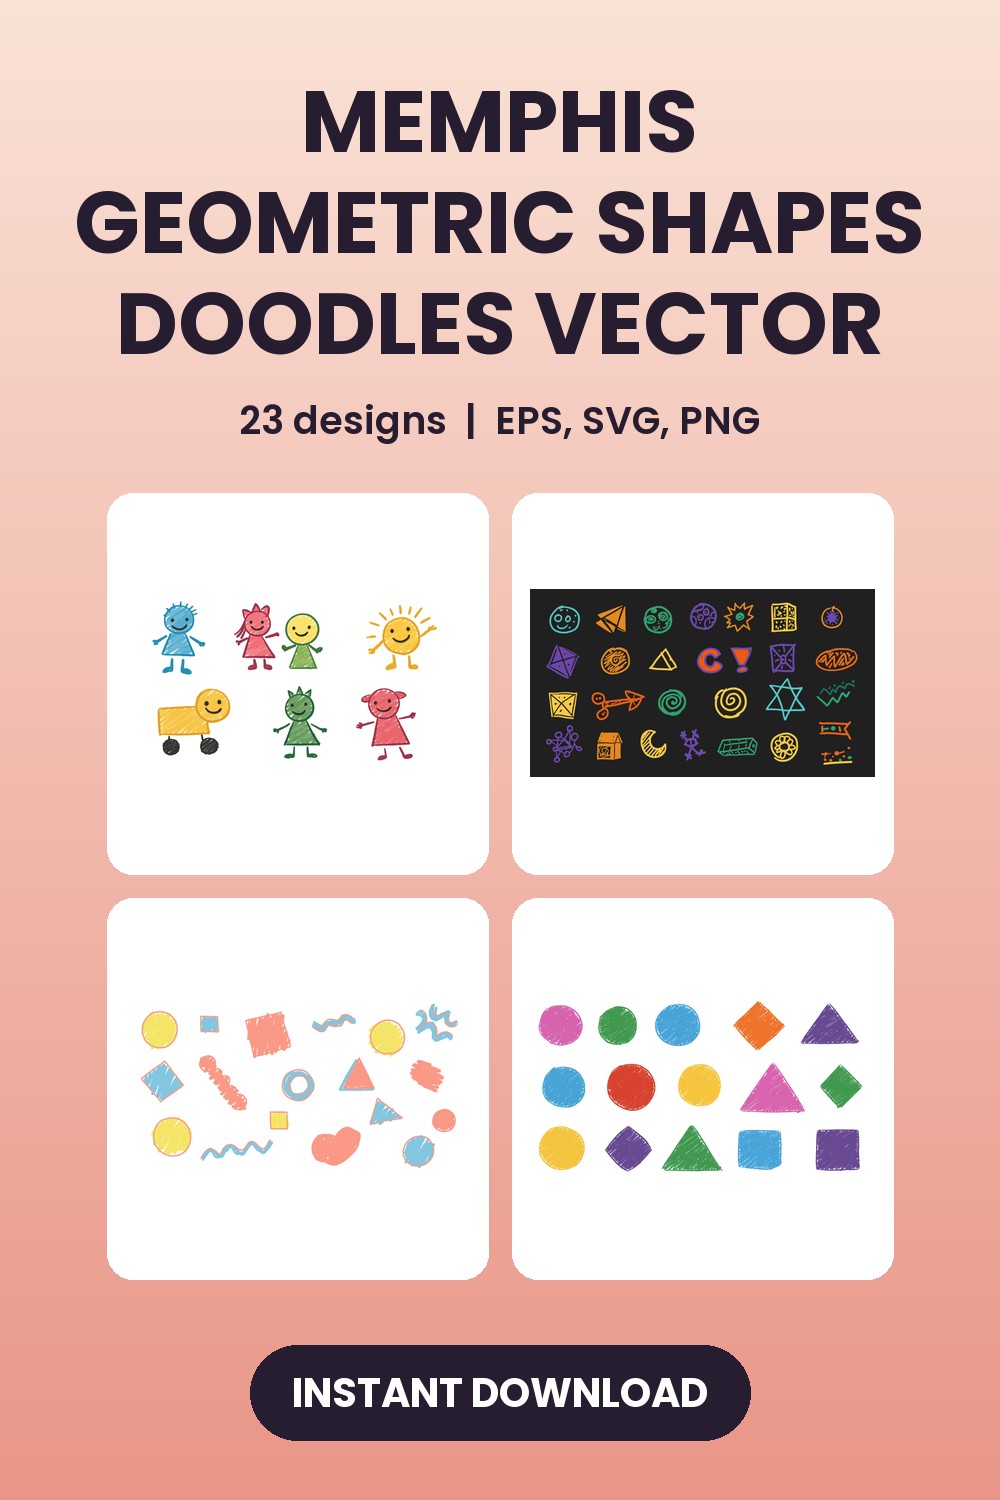 MEMPHIS
GEOMETRIC SHAPES
DOODLES VECTOR
23 designs | EPS, SVG, PNG
C!
INSTANT DOWNLOAD